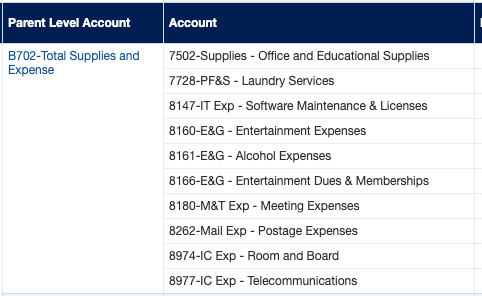 Parent Level Account
Account
B702-Total Supplies and
Expense
7502-Supplies - Office and Educational Supplies
7728-PF&S - Laundry Services
8147-IT Exp - Software Maintenance & Licenses
8160-E&G - Entertainment Expenses
8161-E&G - Alcohol Expenses
8166-E&G - Entertainment Dues & Memberships
8180-M&T Exp - Meeting Expenses
8262-Mail Exp - Postage Expenses
8974-IC Exp - Room and Board
8977-IC Exp - Telecommunications